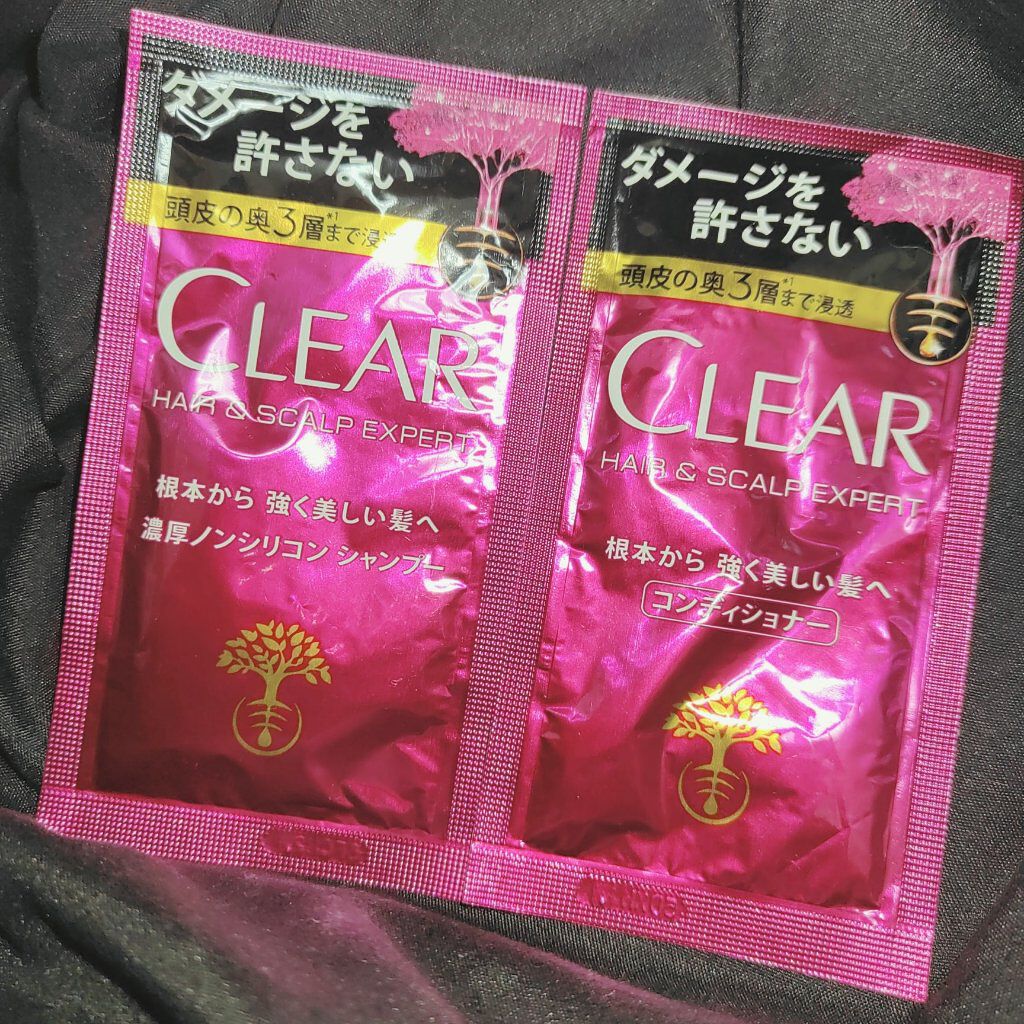 ダメージを
許さない
頭皮の奥3層*1まで浸透
CLEAR
HAIR & SCALP EXPERT
根本から 強く美しい髪へ
濃厚ノンシリコン シャンプー
ダメージを
許さない
頭皮の奥3層*1まで浸透
CLEAR
HAIR & SCALP EXPERT
根本から 強く美しい髪へ
コンディショナー